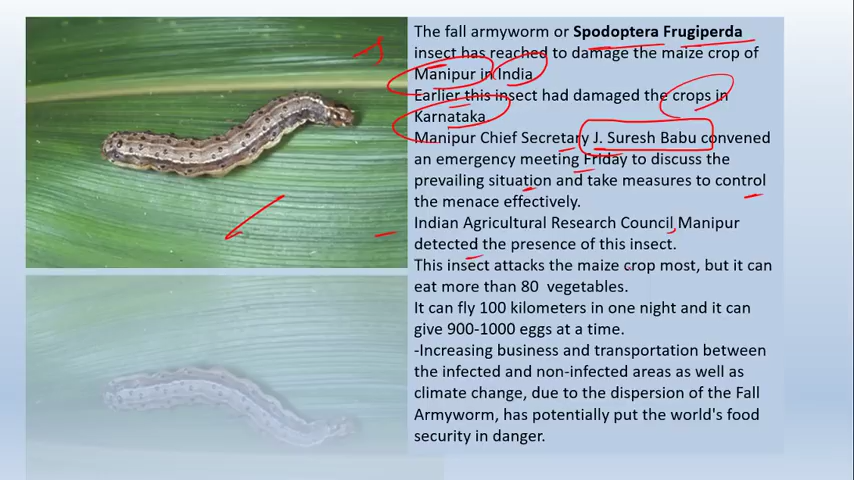 The fall armyworm or Spodoptera Frugiperda
insect has reached to damage the maize crop of
Manipur in India
Earlier this insect had damaged the crops in
Karnataka
Manipur Chief Secretary J. Suresh Babu convened
an emergency meeting Friday to discuss the
prevailing situation and take measures to control
the menace effectively.
Indian Agricultural Research Council, Manipur
detected the presence of this insect.
This insect attacks the maize crop most, but it can
eat more than 80  vegetables.
It can fly 100 kilometers in one night and it can
give 900-1000 eggs at a time.
-Increasing business and transportation between
the infected and non-infected areas as well as
climate change, due to the dispersion of the Fall
Armyworm, has potentially put the world's food
security in danger.